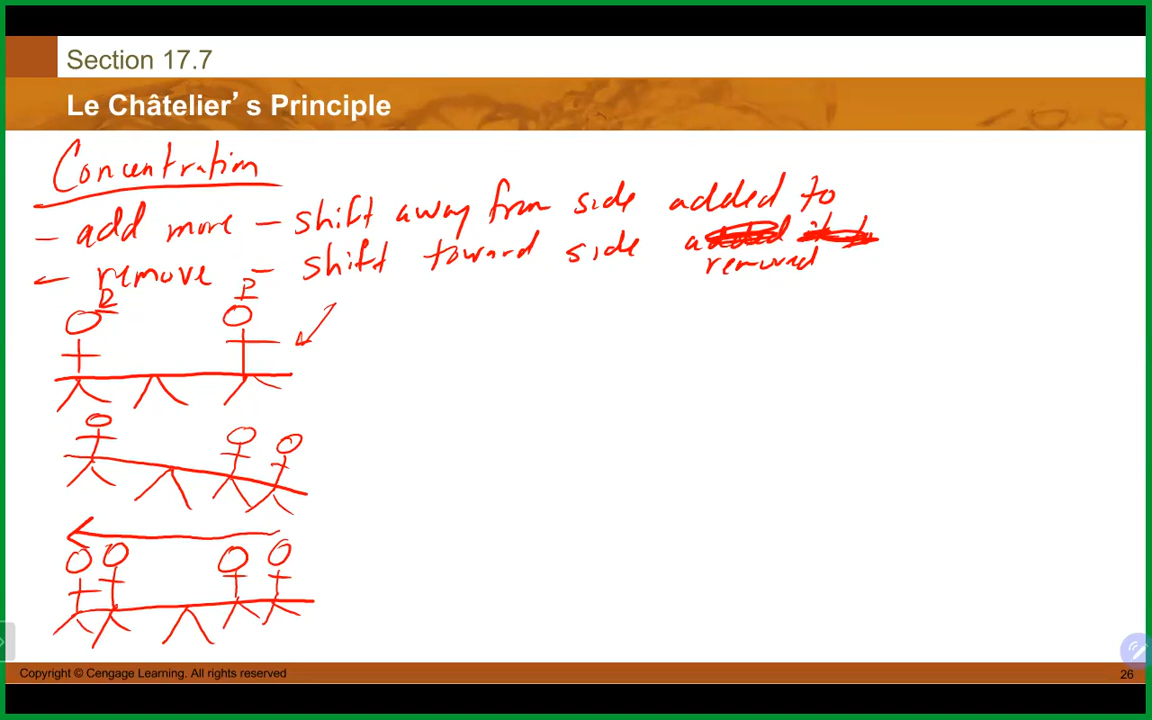 Section 17.7
Le Châtelier's Principle
Concentration
- add more - shift away from side added to
- remove - shift toward side
removed
R P
Copyright © Cengage Learning. All rights reserved
26